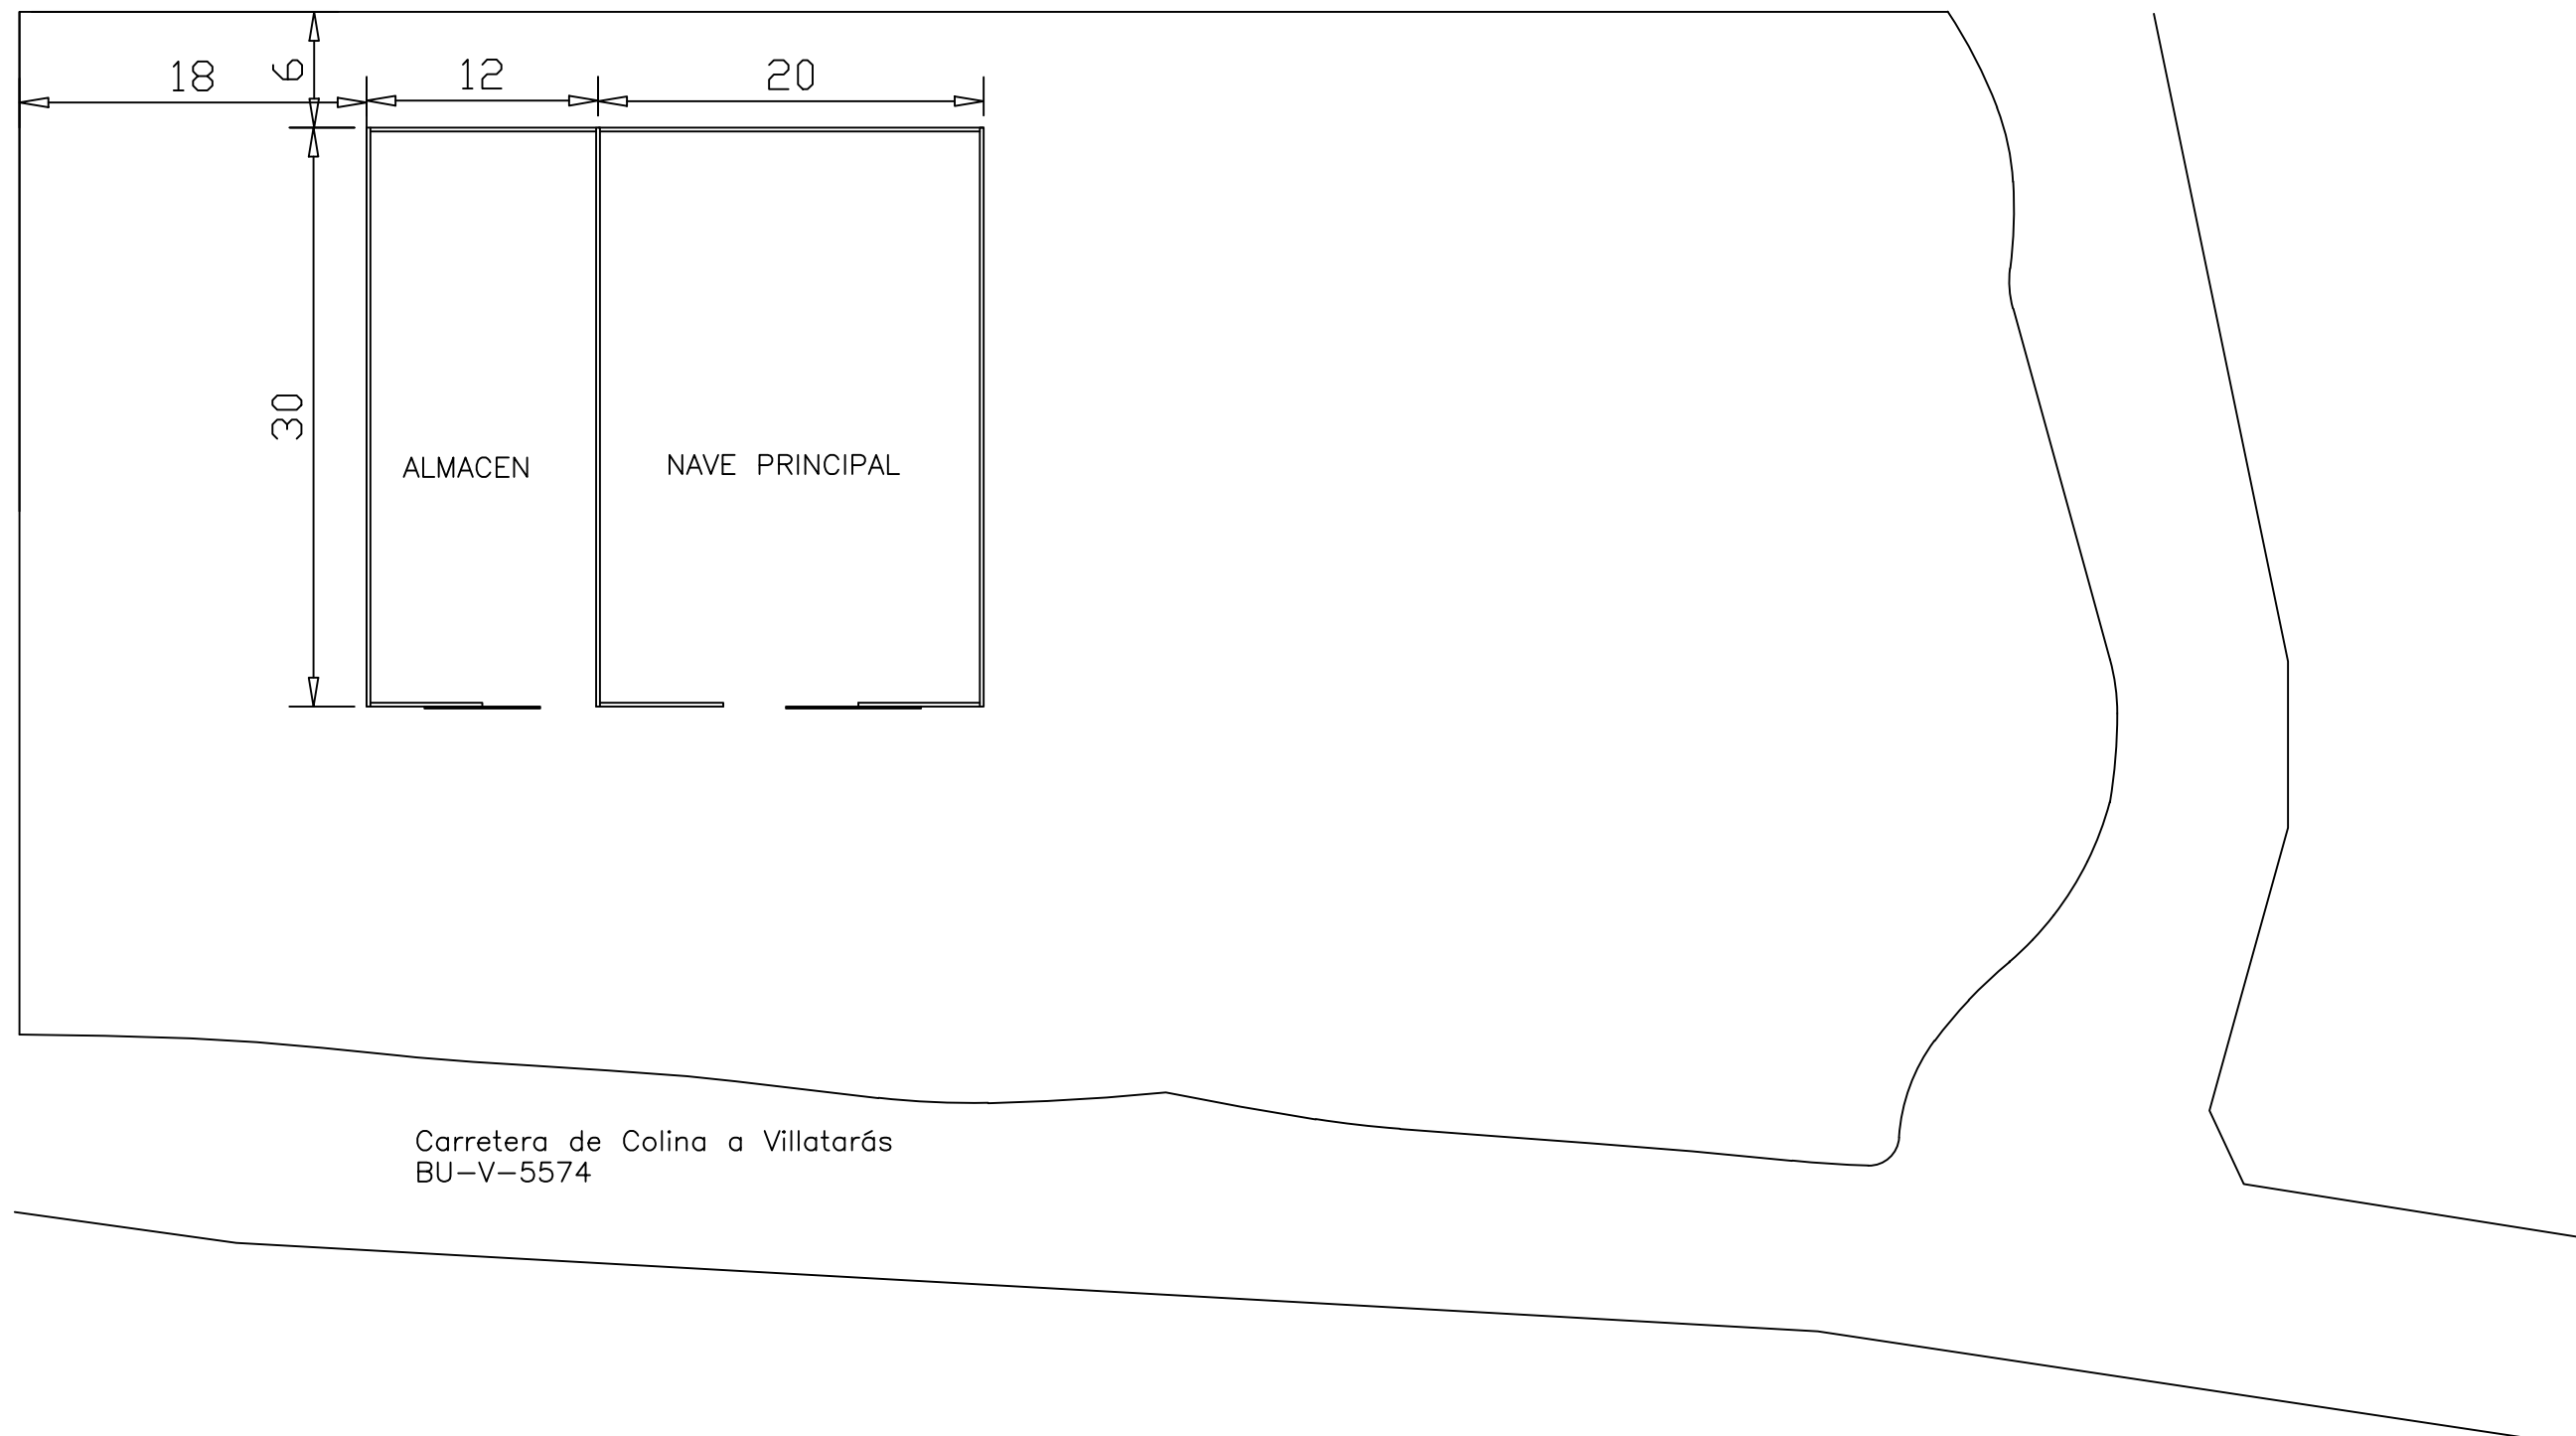 18
6
12
20
30
ALMACEN
NAVE PRINCIPAL
Carretera de Colina a Villatarás
BU-V-5574